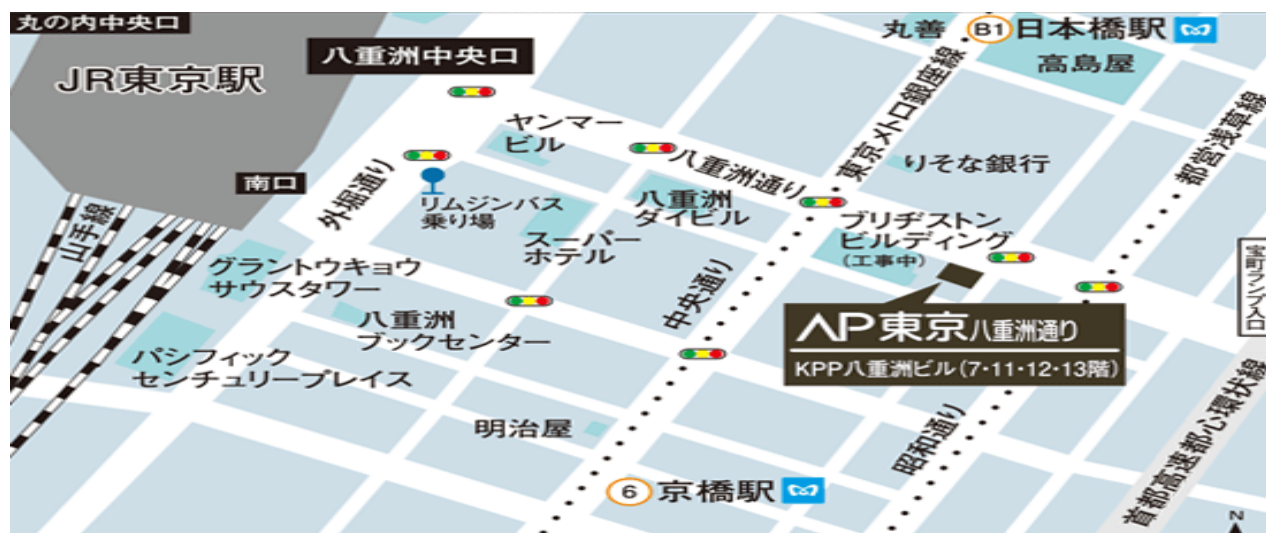 丸の内中央口
JR東京駅
八重洲中央口
丸善
B1
日本橋駅
高島屋
ヤンマー
ビル
八重洲通り
東京メトロ銀座線
りそな銀行
都営浅草線
南口
外堀通り
リムジンバス
乗り場
八重洲
ダイビル
スーパー
ホテル
ブリヂストン
ビルディング
(工事中)
山手線
グラントウキョウ
サウスタワー
中央通り
宝町ランプ入口
八重洲
ブックセンター
AP東京八重洲通り
KPP八重洲ビル(7・11・12・13階)
パシフィック
センチュリープレイス
明治屋
昭和通り
首都高速都心環状線
6
京橋駅
N